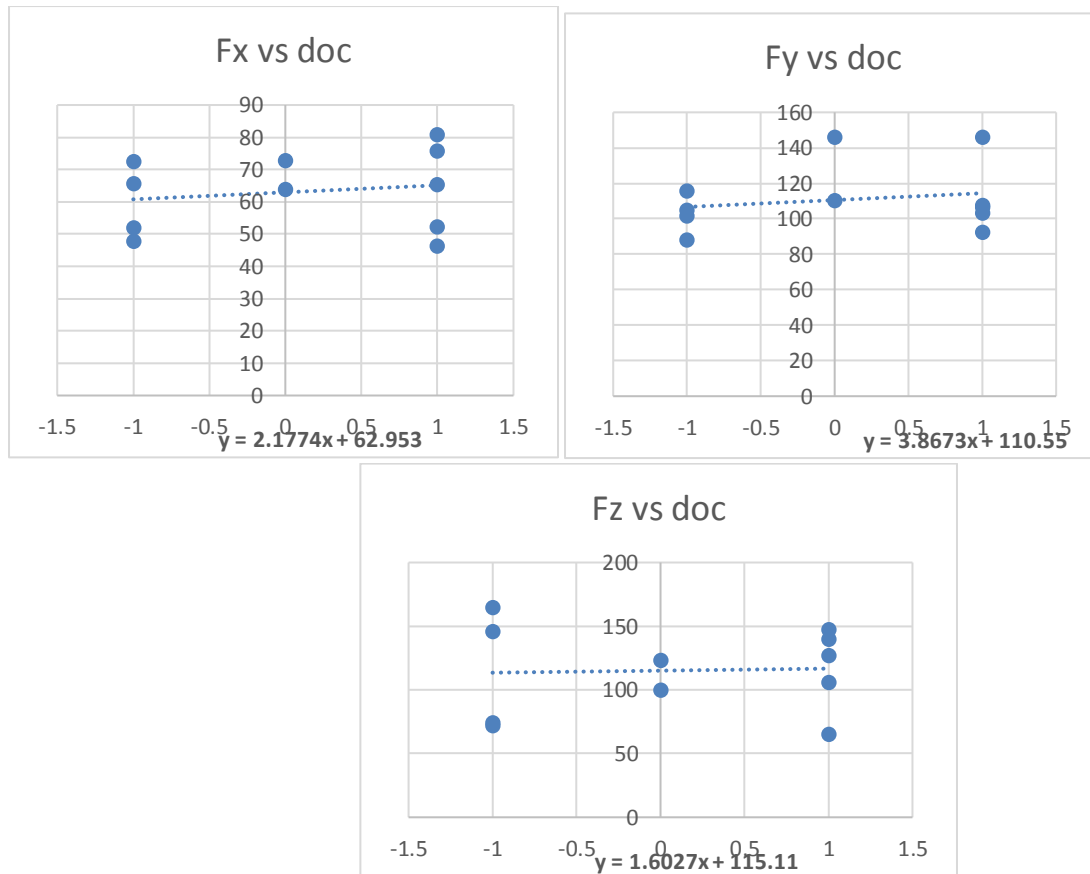 Fx vs doc
90
80
70
60
50
40
30
20
10
0
-1.5 -1 -0.5 0 0.5 1 1.5
y = 2.1774x + 62.953
Fy vs doc
160
140
120
100
80
60
40
20
0
-1.5 -1 -0.5 0 0.5 1 1.5
y = 3.8673x + 110.55
Fz vs doc
200
150
100
50
0
-1.5 -1 -0.5 0 0.5 1 1.5
y = 1.6027x + 115.11